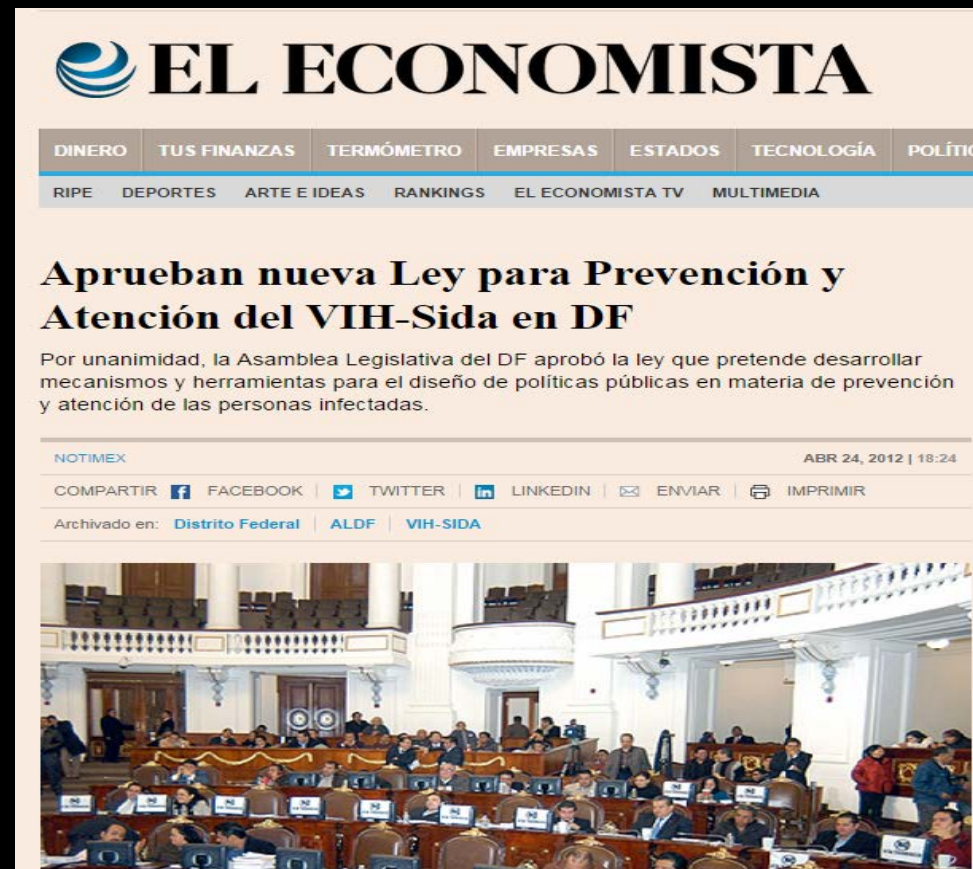 EL ECONOMISTA
DINERO TUS FINANZAS TERMÓMETRO EMPRESAS ESTADOS TECNOLOGÍA POLÍTIC
RIPE DEPORTES ARTE E IDEAS RANKINGS EL ECONOMISTA TV MULTIMEDIA
Aprueban nueva Ley para Prevención y
Atención del VIH-Sida en DF
Por unanimidad, la Asamblea Legislativa del DF aprobó la ley que pretende desarrollar
mecanismos y herramientas para el diseño de políticas públicas en materia de prevención
y atención de las personas infectadas.
NOTIMEX ABR 24, 2012 | 18:24
COMPARTIR FACEBOOK | TWITTER | LINKEDIN | ENVIAR | IMPRIMIR
Archivado en: Distrito Federal | ALDF | VIH-SIDA